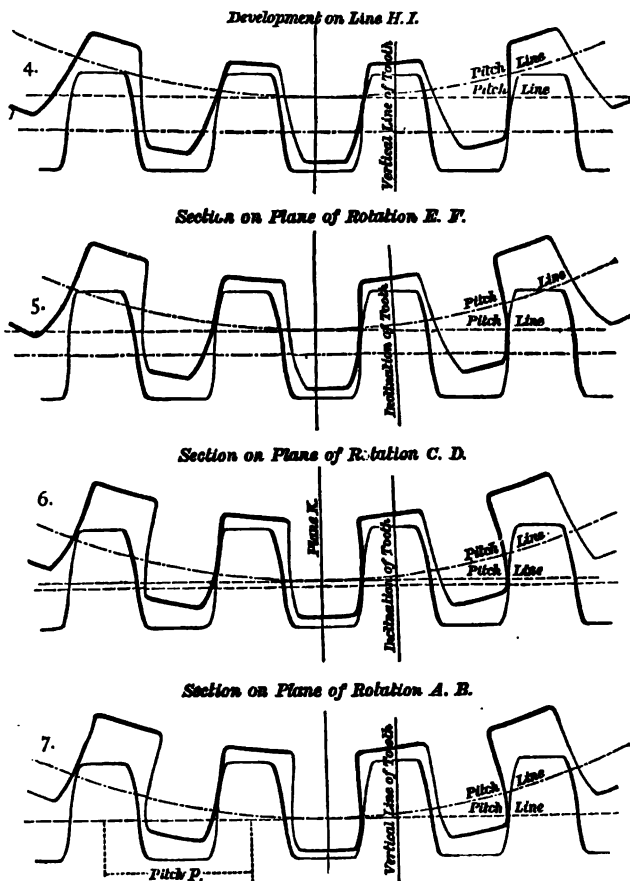 Development on Line H. I.
4.
Pitch Line
Pitch Line
Vertical Line of Tooth
Section on Plane of Rotation E. F.
5.
Pitch Line
Pitch Line
Inclination of Tooth
Section on Plane of Rotation C. D.
6.
Plane K.
Pitch Line
Pitch Line
Inclination of Tooth
Section on Plane of Rotation A. B.
7.
Pitch Line
Pitch Line
Vertical Line of Tooth
Pitch p.